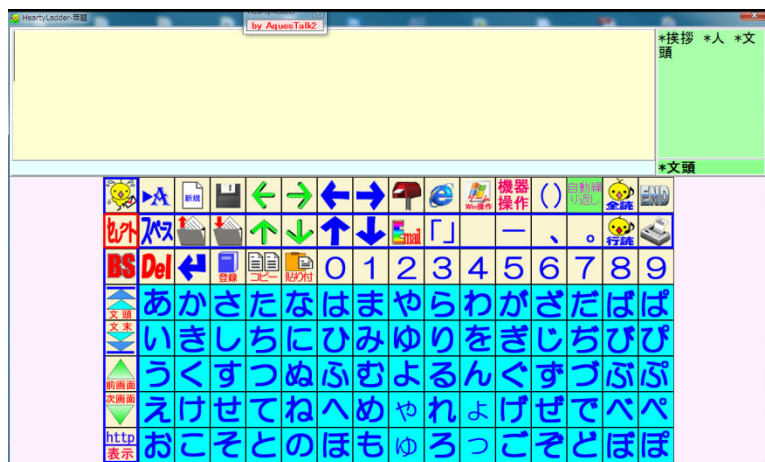 HeartyLadder-無題
by AquesTalk2
*挨拶 *人 *文
頭
*文頭
A 新規 Win操作 機器操作 () 自動繰り返し 全読 END
セレクト スペース Email 「」 ー 、 。 行読
BS Del 登録 コピー 貼り付 0 1 2 3 4 5 6 7 8 9
文頭 あ か さ た な は ま や ら わ が ざ だ ば ぱ
文末 い き し ち に ひ み ゆ り を ぎ じ ぢ び ぴ
前画面 う く す つ ぬ ふ む よ る ん ぐ ず づ ぶ ぷ
次画面 え け せ て ね へ め ゃ れ ょ げ ぜ で べ ぺ
http表示 お こ そ と の ほ も ゅ ろ っ ご ぞ ど ぼ ぽ